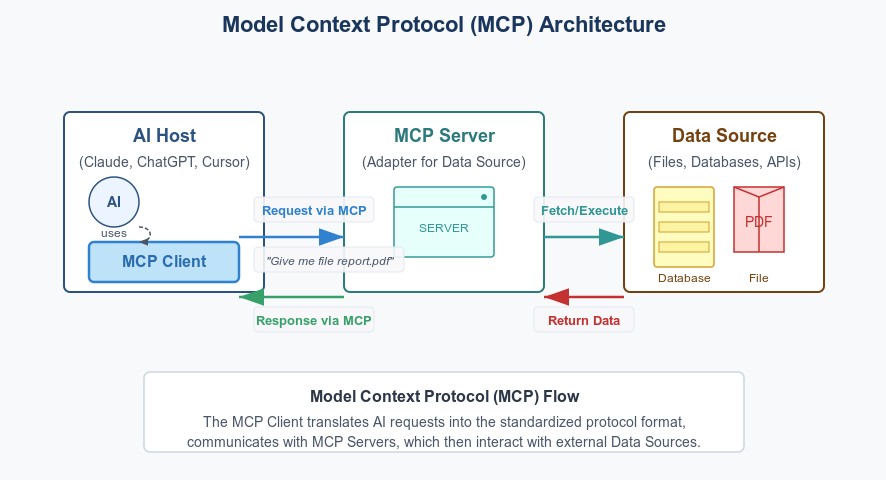 Model Context Protocol (MCP) Architecture
AI Host
(Claude, ChatGPT, Cursor)
AI
uses
MCP Client
Request via MCP
"Give me file report.pdf"
Response via MCP
MCP Server
(Adapter for Data Source)
SERVER
Fetch/Execute
Return Data
Data Source
(Files, Databases, APIs)
PDF
Database
File
Model Context Protocol (MCP) Flow
The MCP Client translates AI requests into the standardized protocol format,
communicates with MCP Servers, which then interact with external Data Sources.